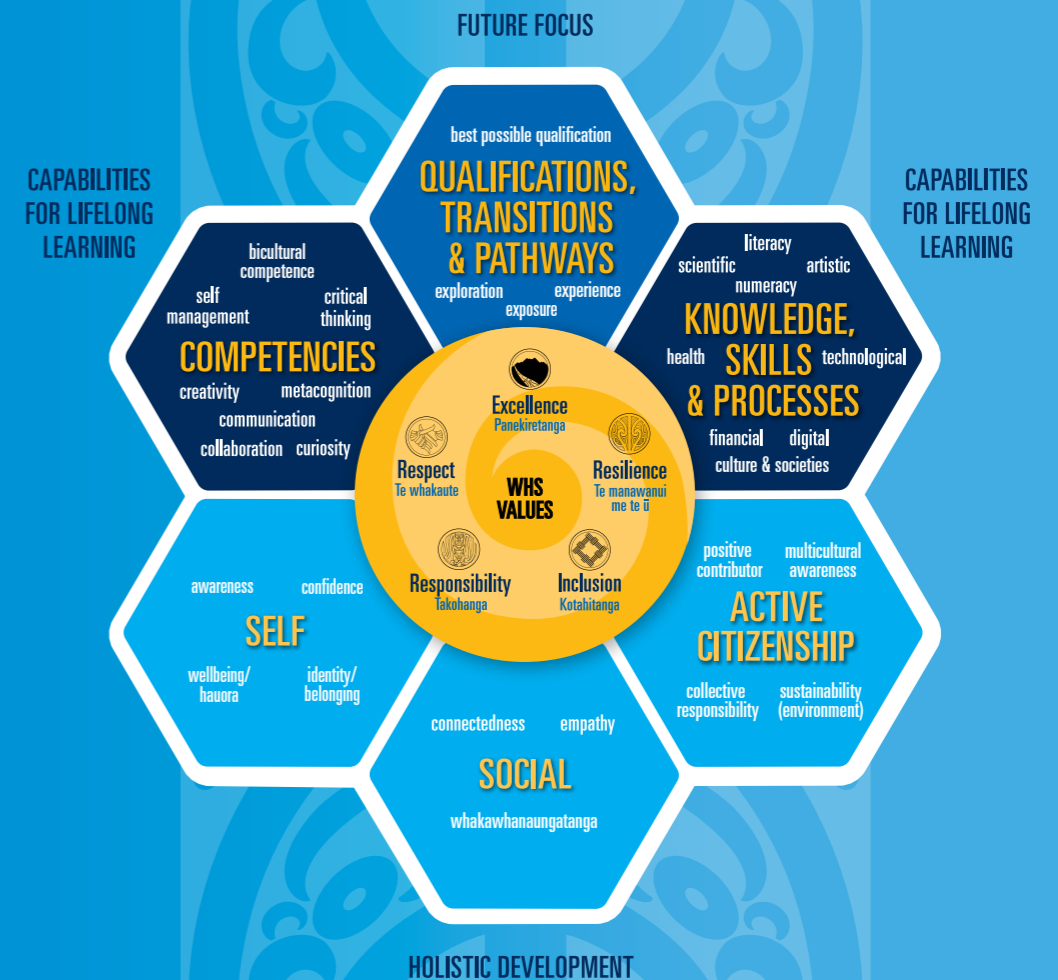 FUTURE FOCUS
best possible qualification
QUALIFICATIONS,
TRANSITIONS
& PATHWAYS
exploration
experience
exposure
CAPABILITIES
FOR LIFELONG
LEARNING
bicultural
competence
self
management
critical
thinking
COMPETENCIES
creativity
metacognition
communication
collaboration
curiosity
CAPABILITIES
FOR LIFELONG
LEARNING
literacy
scientific
artistic
numeracy
KNOWLEDGE,
health
SKILLS
technological
& PROCESSES
financial
digital
culture & societies
Excellence
Panekiretanga
Respect
Te whakaute
Resilience
Te manawanui
me te ū
WHS
VALUES
Responsibility
Takohanga
Inclusion
Kotahitanga
awareness
confidence
SELF
wellbeing/
hauora
identity/
belonging
positive
contributor
multicultural
awareness
ACTIVE
CITIZENSHIP
collective
responsibility
sustainability
(environment)
connectedness
empathy
SOCIAL
whakawhanaungatanga
HOLISTIC DEVELOPMENT